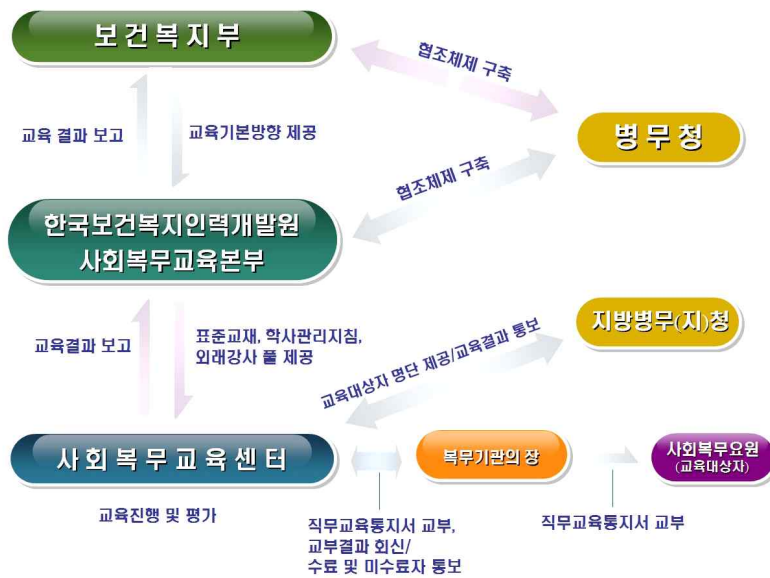 보건복지부
협조체제 구축
교육 결과 보고
교육기본방향 제공
병무청
협조체제 구축
한국보건복지인력개발원
사회복무교육본부
지방병무(지)청
교육결과 보고
표준교재, 학사관리지침,
외래강사 풀 제공
교육대상자 명단 제공/교육결과 통보
사회복무교육센터
복무기관의 장
사회복무요원
(교육대상자)
교육진행 및 평가
직무교육통지서 교부,
교부결과 회신/
수료 및 미수료자 통보
직무교육통지서 교부